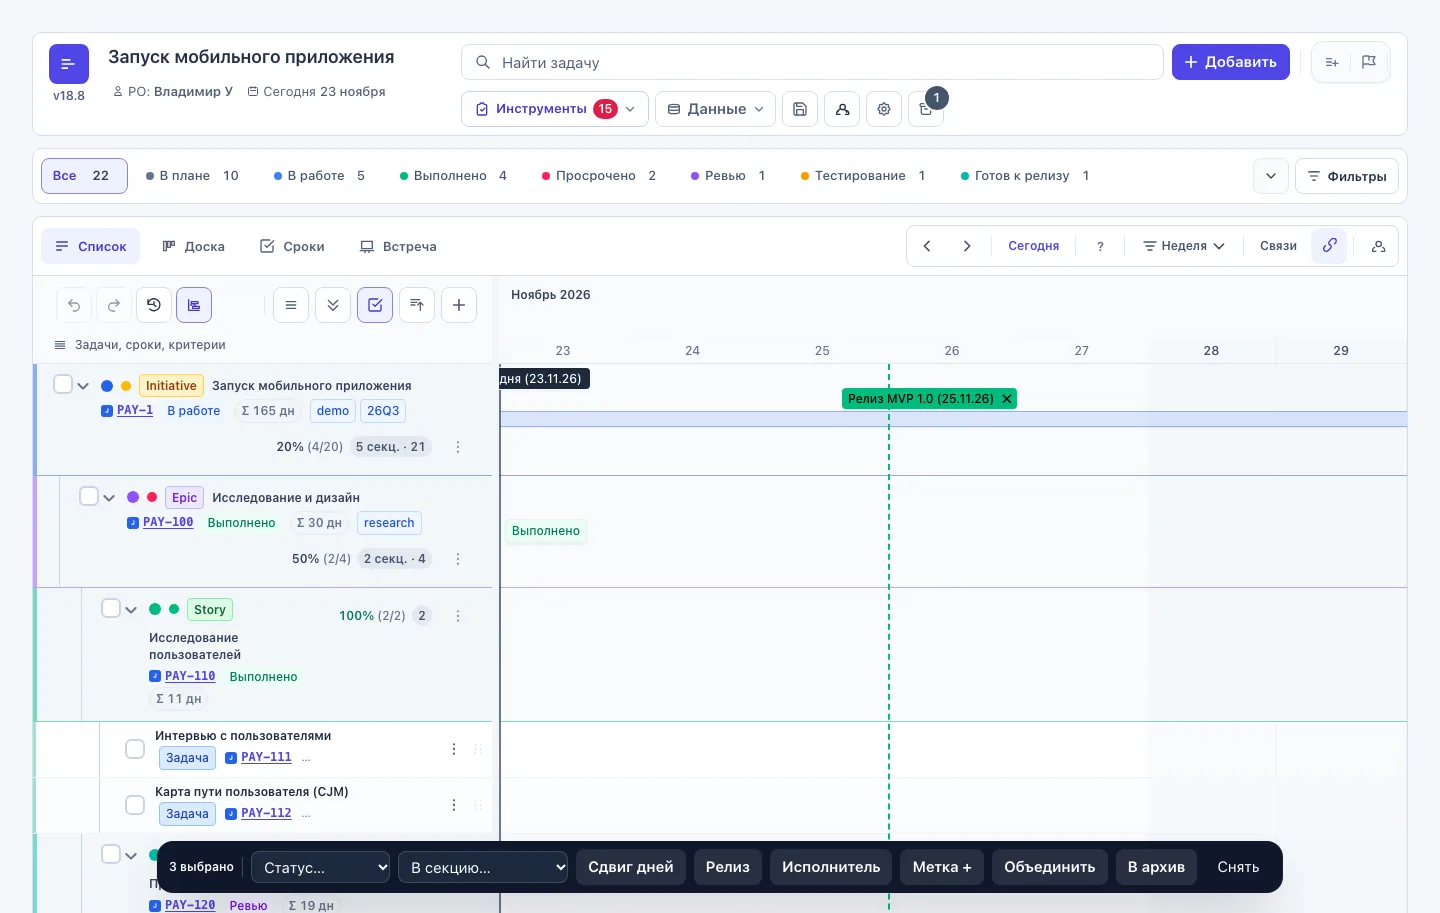 Запуск мобильного приложения
v18.8
PO: Владимир У
Сегодня 23 ноября
Найти задачу
Добавить
Инструменты 15
Данные
1
Все 22
В плане 10
В работе 5
Выполнено 4
Просрочено 2
Ревью 1
Тестирование 1
Готов к релизу 1
Фильтры
Список
Доска
Сроки
Встреча
Сегодня
?
Неделя
Связи
Задачи, сроки, критерии
Ноябрь 2026
23 24 25 26 27 28 29
дня (23.11.26)
Релиз MVP 1.0 (25.11.26) ✕
Initiative Запуск мобильного приложения
PAY-1 В работе Σ 165 дн demo 26Q3
20% (4/20) 5 секц. · 21
Epic Исследование и дизайн
PAY-100 Выполнено Σ 30 дн research
50% (2/4) 2 секц. · 4
Выполнено
Story
100% (2/2) 2
Исследование
пользователей
PAY-110 Выполнено
Σ 11 дн
Интервью с пользователями
Задача PAY-111 ...
Карта пути пользователя (CJM)
Задача PAY-112 ...
3 выбрано
Статус...
В секцию...
Сдвиг дней
Релиз
Исполнитель
Метка +
Объединить
В архив
Снять
PAY-120 Ревью Σ 19 дн